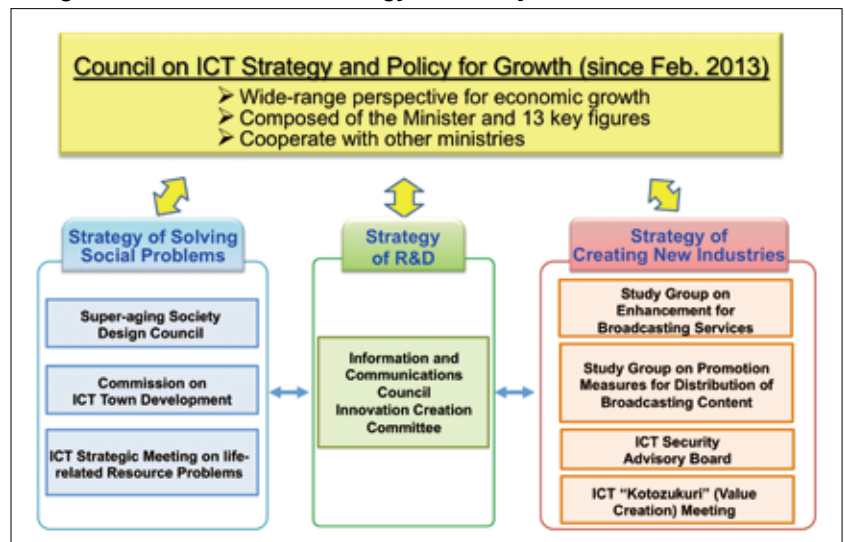 Council on ICT Strategy and Policy for Growth (since Feb. 2013)
➢ Wide-range perspective for economic growth
➢ Composed of the Minister and 13 key figures
➢ Cooperate with other ministries
Strategy of Solving
Social Problems
Super-aging Society
Design Council
Commission on
ICT Town Development
ICT Strategic Meeting on life-
related Resource Problems
Strategy
of R&D
Information and
Communications
Council
Innovation Creation
Committee
Strategy of
Creating New Industries
Study Group on
Enhancement for
Broadcasting Services
Study Group on Promotion
Measures for Distribution of
Broadcasting Content
ICT Security
Advisory Board
ICT “Kotozukuri” (Value
Creation) Meeting